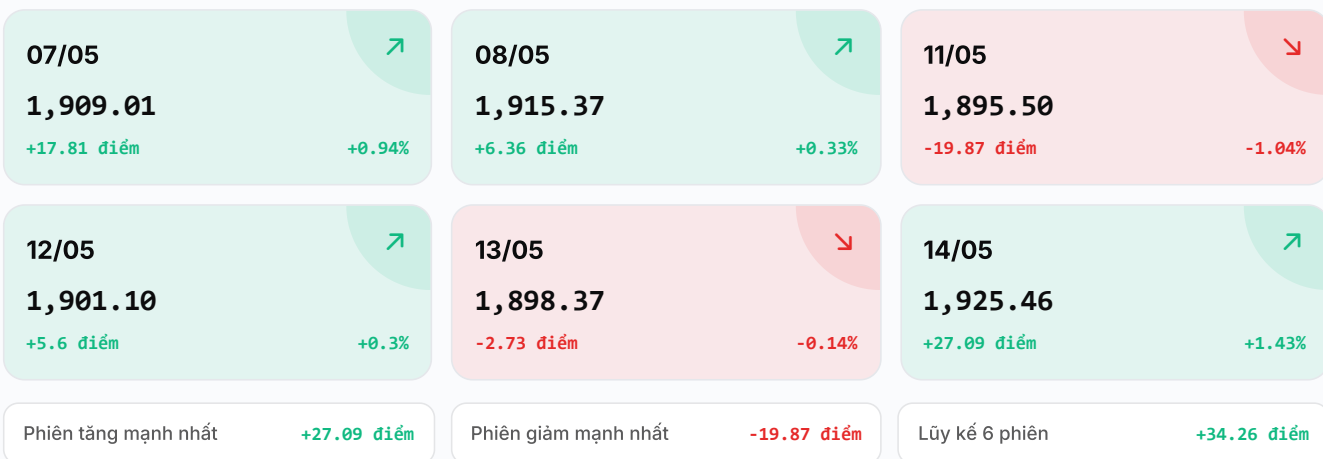 07/05
1,909.01
+17.81 điểm
+0.94%
08/05
1,915.37
+6.36 điểm
+0.33%
11/05
1,895.50
-19.87 điểm
-1.04%
12/05
1,901.10
+5.6 điểm
+0.3%
13/05
1,898.37
-2.73 điểm
-0.14%
14/05
1,925.46
+27.09 điểm
+1.43%
Phiên tăng mạnh nhất
+27.09 điểm
Phiên giảm mạnh nhất
-19.87 điểm
Lũy kế 6 phiên
+34.26 điểm